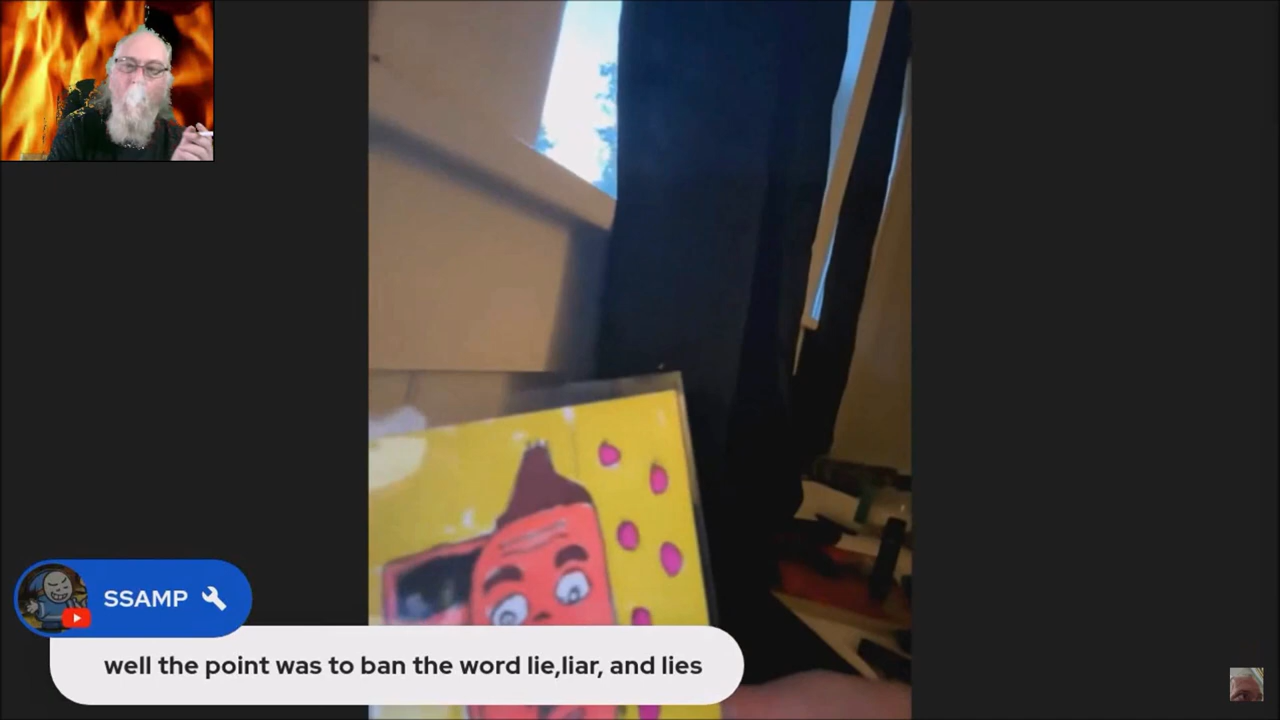 SSAMP
well the point was to ban the word lie,liar, and lies